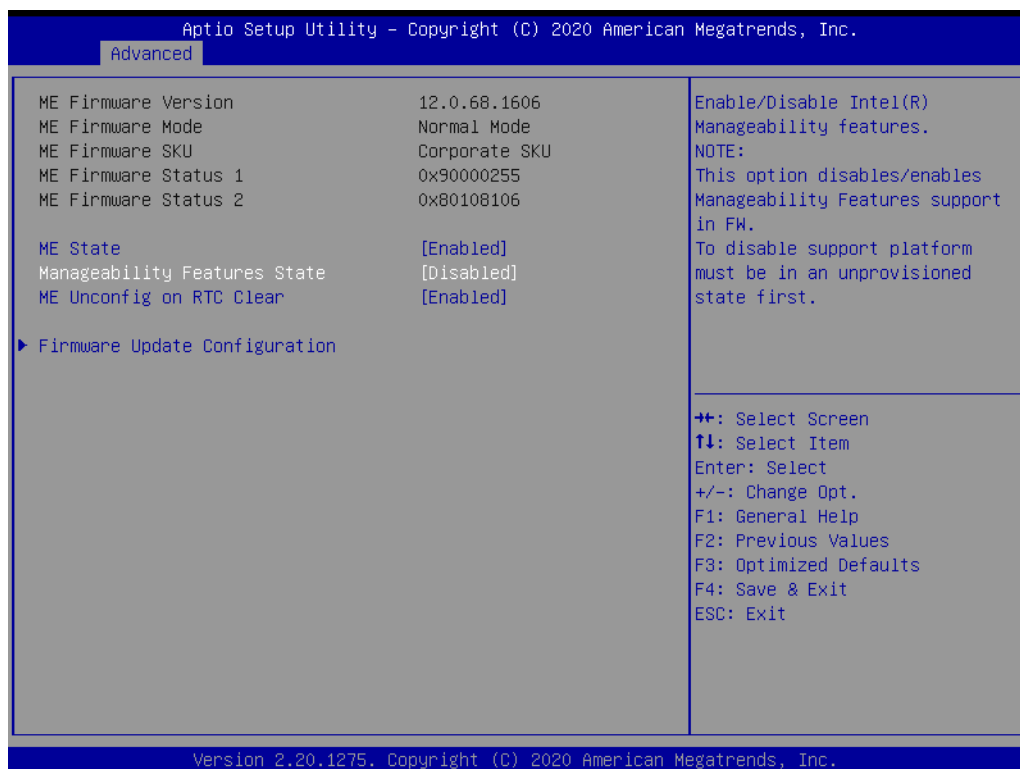 Aptio Setup Utility – Copyright (C) 2020 American Megatrends, Inc.
Advanced
ME Firmware Version 12.0.68.1606
ME Firmware Mode Normal Mode
ME Firmware SKU Corporate SKU
ME Firmware Status 1 0x90000255
ME Firmware Status 2 0x80108106
ME State [Enabled]
Manageability Features State [Disabled]
ME Unconfig on RTC Clear [Enabled]
▶ Firmware Update Configuration
Enable/Disable Intel(R)
Manageability features.
NOTE:
This option disables/enables
Manageability Features support
in FW.
To disable support platform
must be in an unprovisioned
state first.
→←: Select Screen
↑↓: Select Item
Enter: Select
+/-: Change Opt.
F1: General Help
F2: Previous Values
F3: Optimized Defaults
F4: Save & Exit
ESC: Exit
Version 2.20.1275. Copyright (C) 2020 American Megatrends, Inc.